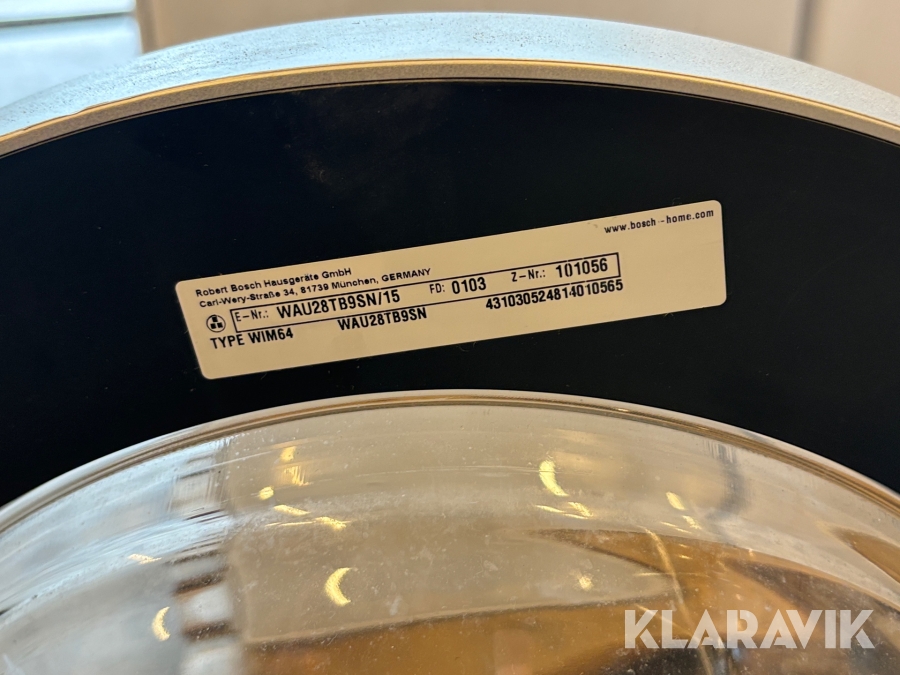 www.bosch-home.com
Robert Bosch Hausgeräte GmbH
Carl-Wery-Straße 34, 81739 München, GERMANY
E-Nr.: WAU28TB9SN/15 FD: 0103 Z-Nr.: 101056
TYPE WIM64 WAU28TB9SN 431030524814010565
KLARAVIK